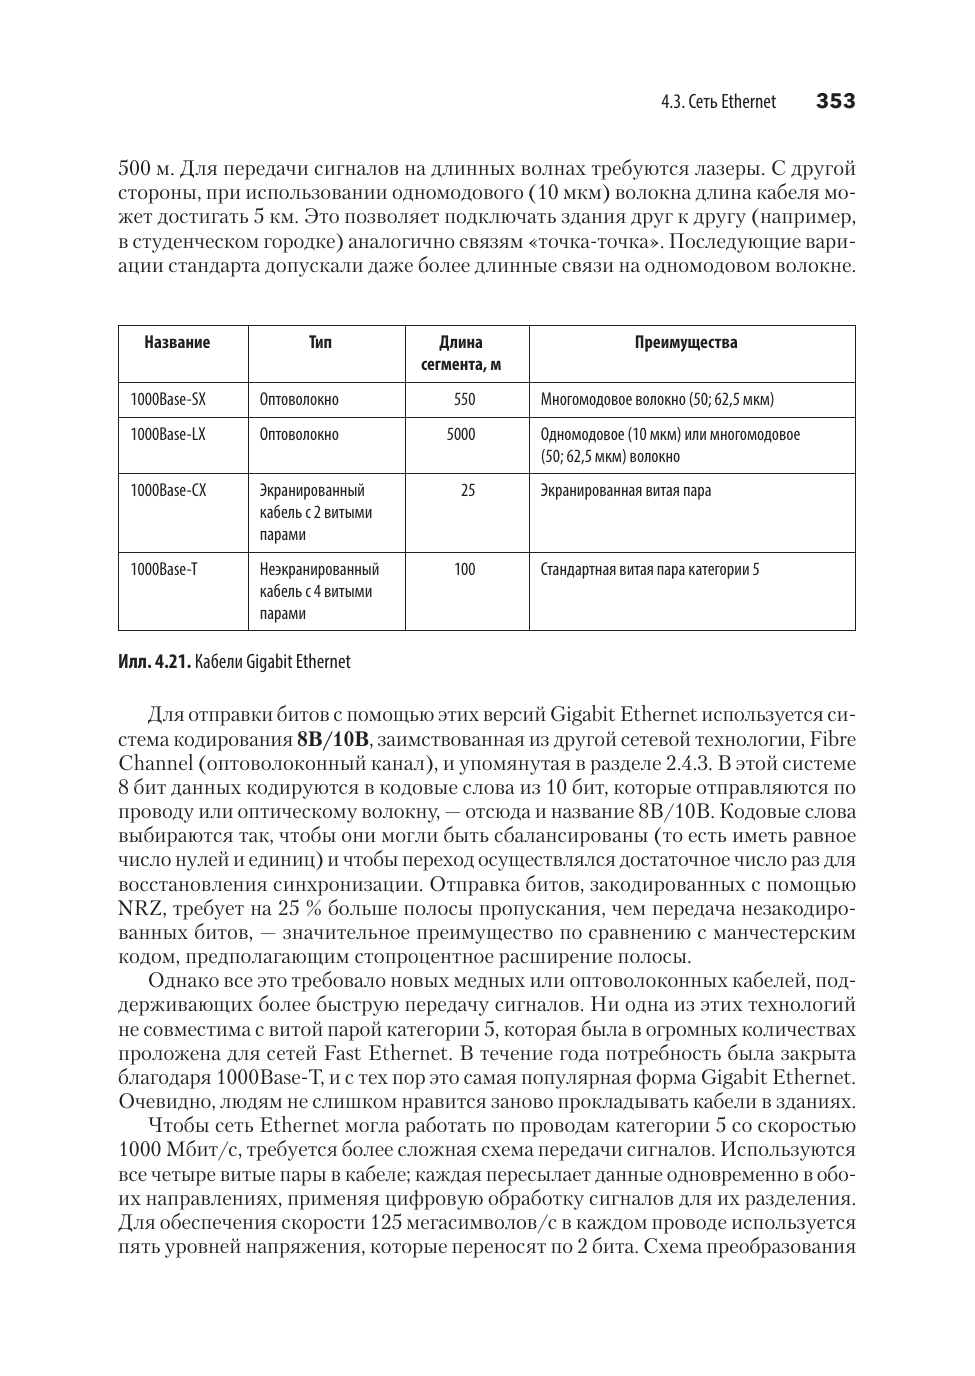 4.3. Сеть Ethernet 353
500 м. Для передачи сигналов на длинных волнах требуются лазеры. С другой
стороны, при использовании одномодового (10 мкм) волокна длина кабеля мо-
жет достигать 5 км. Это позволяет подключать здания друг к другу (например,
в студенческом городке) аналогично связям «точка-точка». Последующие вари-
ации стандарта допускали даже более длинные связи на одномодовом волокне.
Название Тип Длина Преимущества
сегмента, м
1000Base-SX Оптоволокно 550 Многомодовое волокно (50; 62,5 мкм)
1000Base-LX Оптоволокно 5000 Одномодовое (10 мкм) или многомодовое
(50; 62,5 мкм) волокно
1000Base-CX Экранированный 25 Экранированная витая пара
кабель с 2 витыми
парами
1000Base-T Неэкранированный 100 Стандартная витая пара категории 5
кабель с 4 витыми
парами
Илл. 4.21. Кабели Gigabit Ethernet
Для отправки битов с помощью этих версий Gigabit Ethernet используется си-
стема кодирования 8B/10B, заимствованная из другой сетевой технологии, Fibre
Channel (оптоволоконный канал), и упомянутая в разделе 2.4.3. В этой системе
8 бит данных кодируются в кодовые слова из 10 бит, которые отправляются по
проводу или оптическому волокну, — отсюда и название 8B/10B. Кодовые слова
выбираются так, чтобы они могли быть сбалансированы (то есть иметь равное
число нулей и единиц) и чтобы переход осуществлялся достаточное число раз для
восстановления синхронизации. Отправка битов, закодированных с помощью
NRZ, требует на 25 % больше полосы пропускания, чем передача незакодиро-
ванных битов, — значительное преимущество по сравнению с манчестерским
кодом, предполагающим стопроцентное расширение полосы.
Однако все это требовало новых медных или оптоволоконных кабелей, под-
держивающих более быструю передачу сигналов. Ни одна из этих технологий
не совместима с витой парой категории 5, которая была в огромных количествах
проложена для сетей Fast Ethernet. В течение года потребность была закрыта
благодаря 1000Base-T, и с тех пор это самая популярная форма Gigabit Ethernet.
Очевидно, людям не слишком нравится заново прокладывать кабели в зданиях.
Чтобы сеть Ethernet могла работать по проводам категории 5 со скоростью
1000 Мбит/с, требуется более сложная схема передачи сигналов. Используются
все четыре витые пары в кабеле; каждая пересылает данные одновременно в обо-
их направлениях, применяя цифровую обработку сигналов для их разделения.
Для обеспечения скорости 125 мегасимволов/с в каждом проводе используется
пять уровней напряжения, которые переносят по 2 бита. Схема преобразования